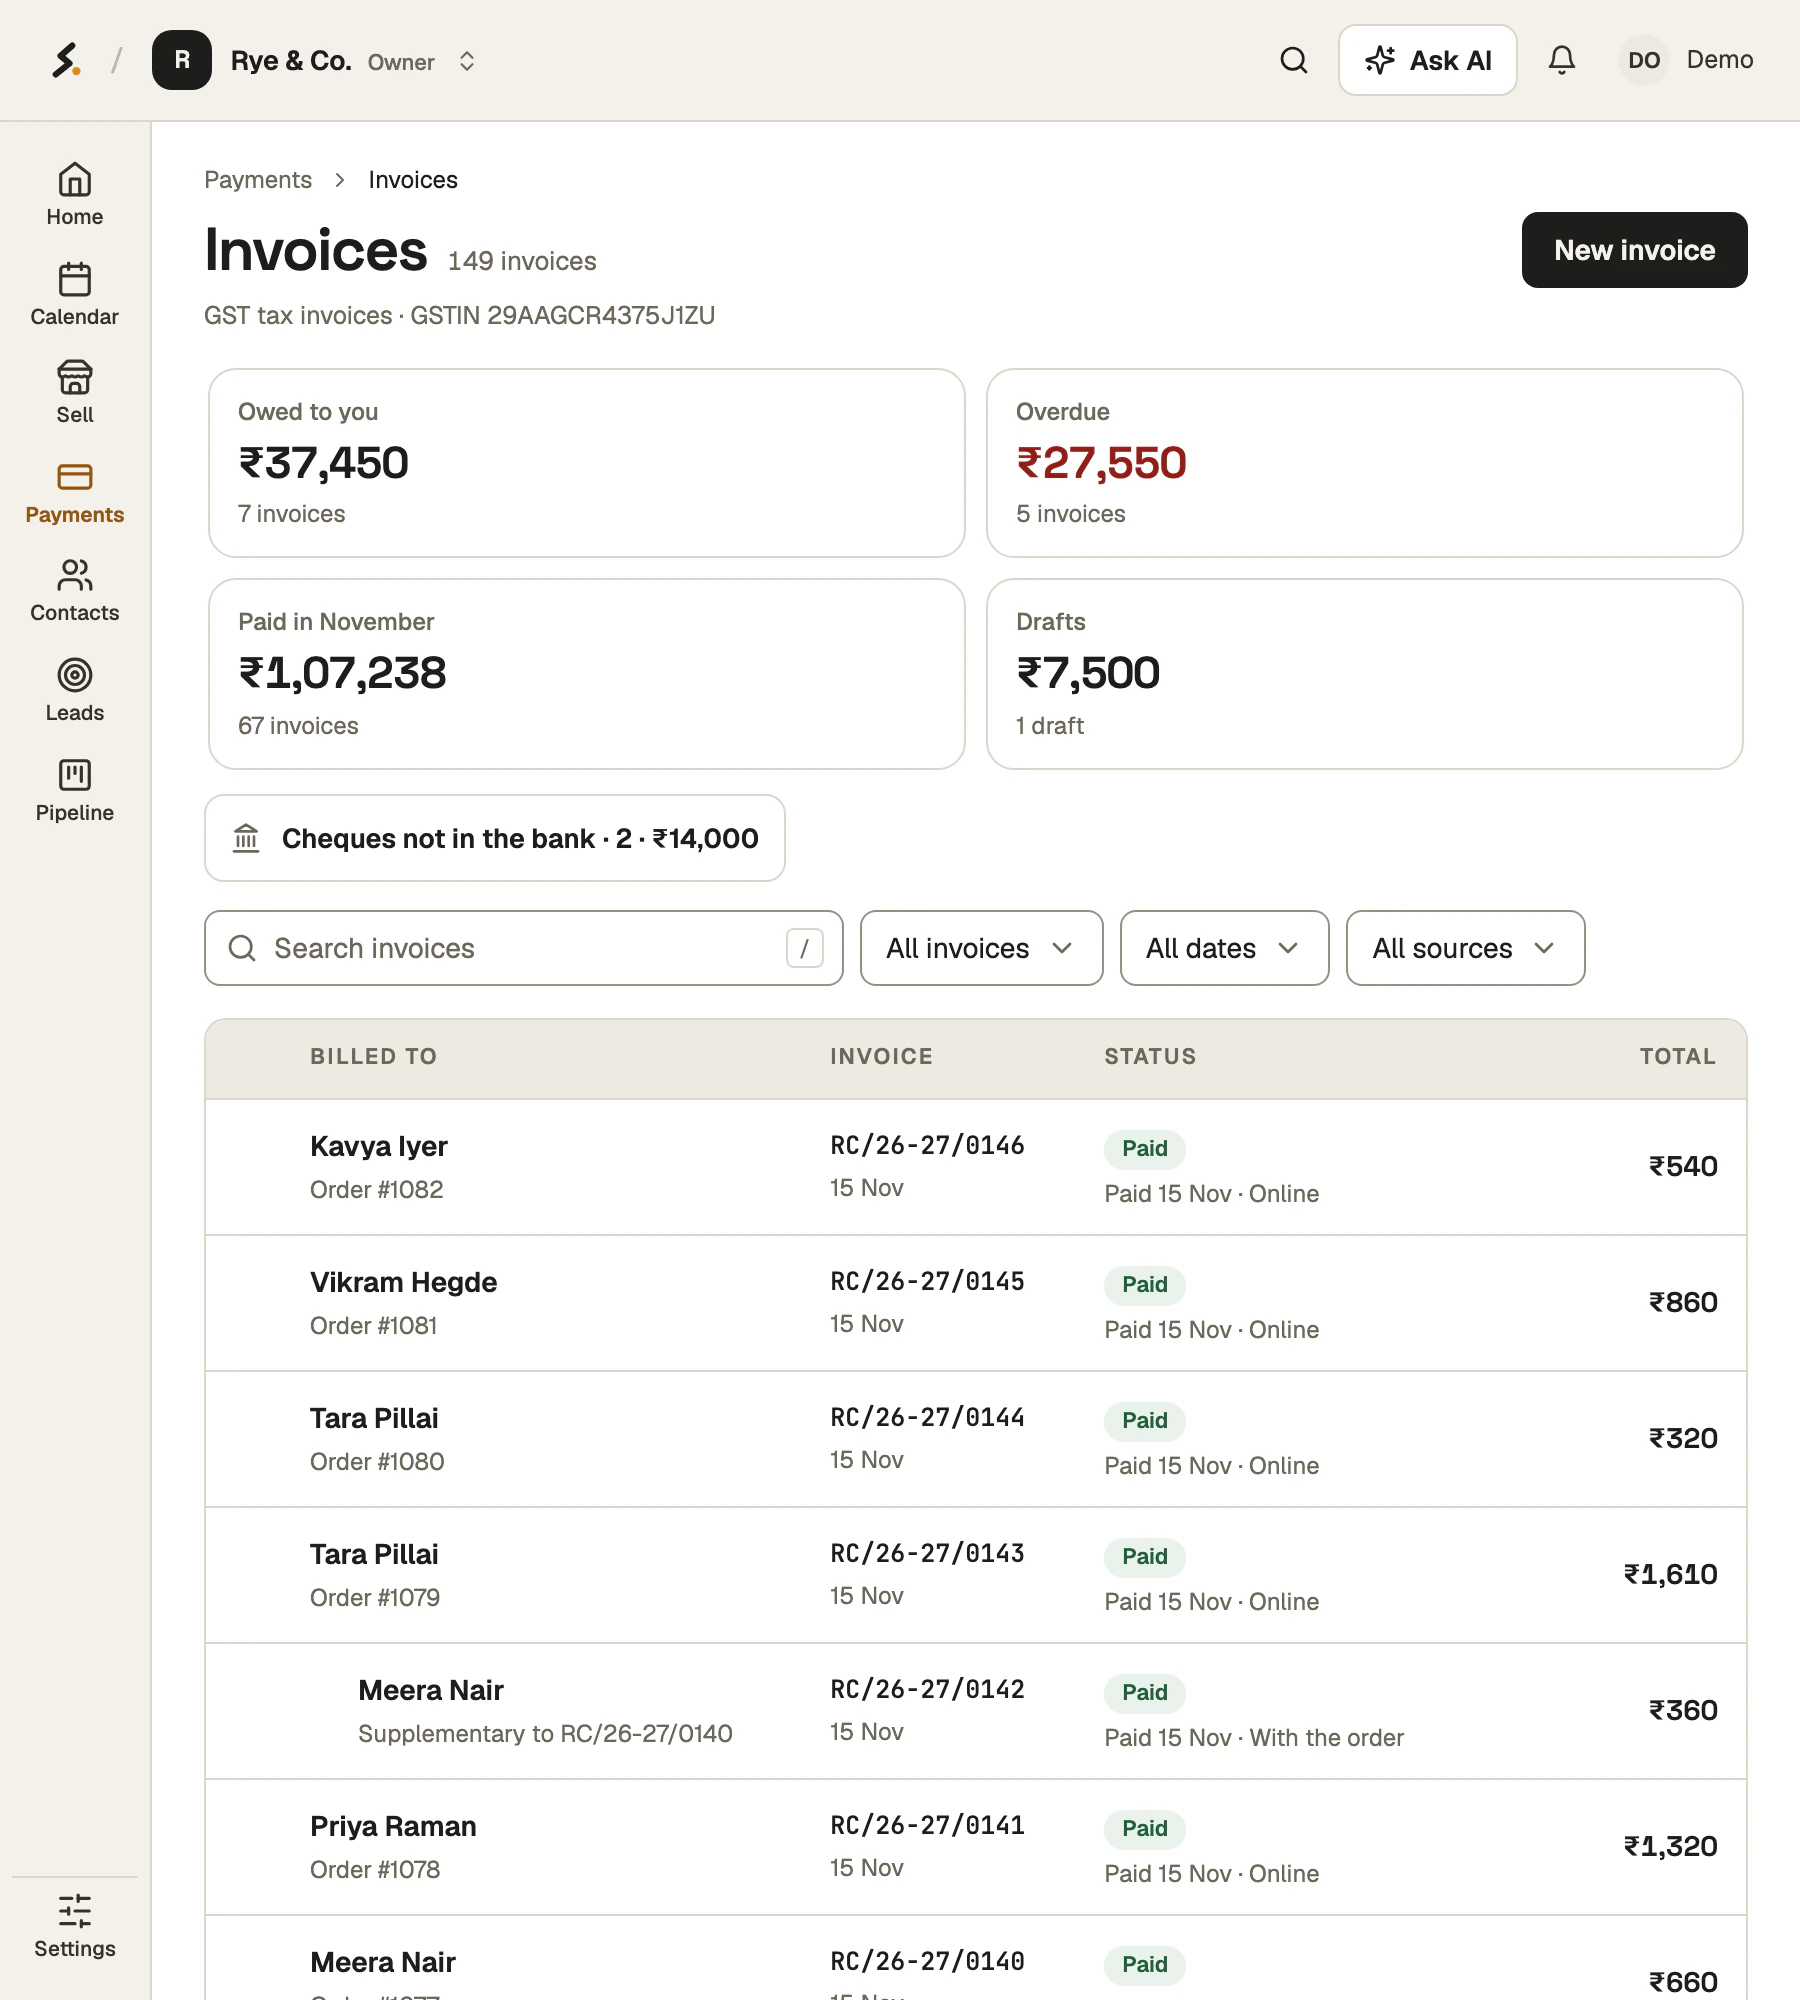 /
R
Rye & Co. Owner
Ask AI
DO
Demo
Home
Calendar
Sell
Payments
Contacts
Leads
Pipeline
Settings
Payments > Invoices
Invoices 149 invoices
New invoice
GST tax invoices · GSTIN 29AAGCR4375J1ZU
Owed to you
₹37,450
7 invoices
Overdue
₹27,550
5 invoices
Paid in November
₹1,07,238
67 invoices
Drafts
₹7,500
1 draft
Cheques not in the bank · 2 · ₹14,000
Search invoices /
All invoices
All dates
All sources
BILLED TO INVOICE STATUS TOTAL
Kavya Iyer RC/26-27/0146 Paid ₹540
Order #1082 15 Nov Paid 15 Nov · Online
Vikram Hegde RC/26-27/0145 Paid ₹860
Order #1081 15 Nov Paid 15 Nov · Online
Tara Pillai RC/26-27/0144 Paid ₹320
Order #1080 15 Nov Paid 15 Nov · Online
Tara Pillai RC/26-27/0143 Paid ₹1,610
Order #1079 15 Nov Paid 15 Nov · Online
Meera Nair RC/26-27/0142 Paid ₹360
Supplementary to RC/26-27/0140 15 Nov Paid 15 Nov · With the order
Priya Raman RC/26-27/0141 Paid ₹1,320
Order #1078 15 Nov Paid 15 Nov · Online
Meera Nair RC/26-27/0140 Paid ₹660